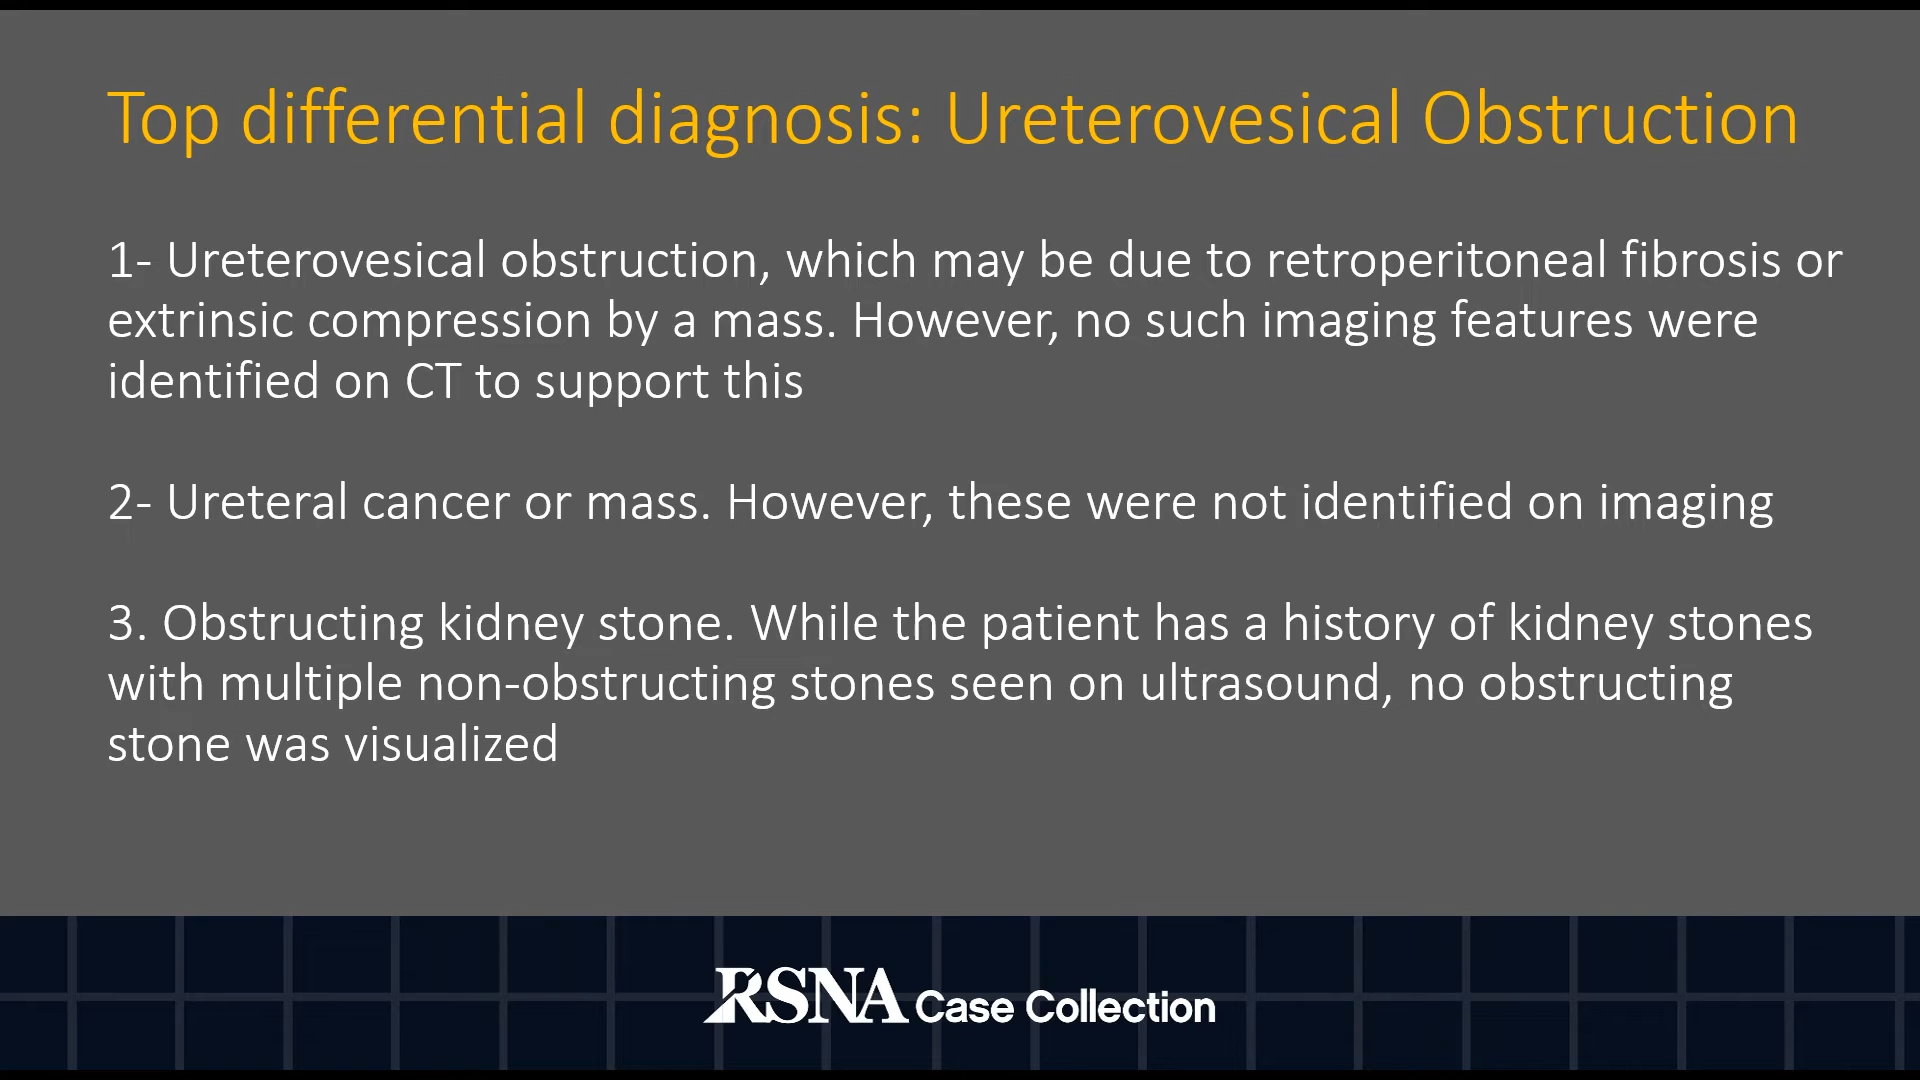 Top differential diagnosis: Ureterovesical Obstruction
1- Ureterovesical obstruction, which may be due to retroperitoneal fibrosis or
extrinsic compression by a mass. However, no such imaging features were
identified on CT to support this
2- Ureteral cancer or mass. However, these were not identified on imaging
3. Obstructing kidney stone. While the patient has a history of kidney stones
with multiple non-obstructing stones seen on ultrasound, no obstructing
stone was visualized
RSNA Case Collection